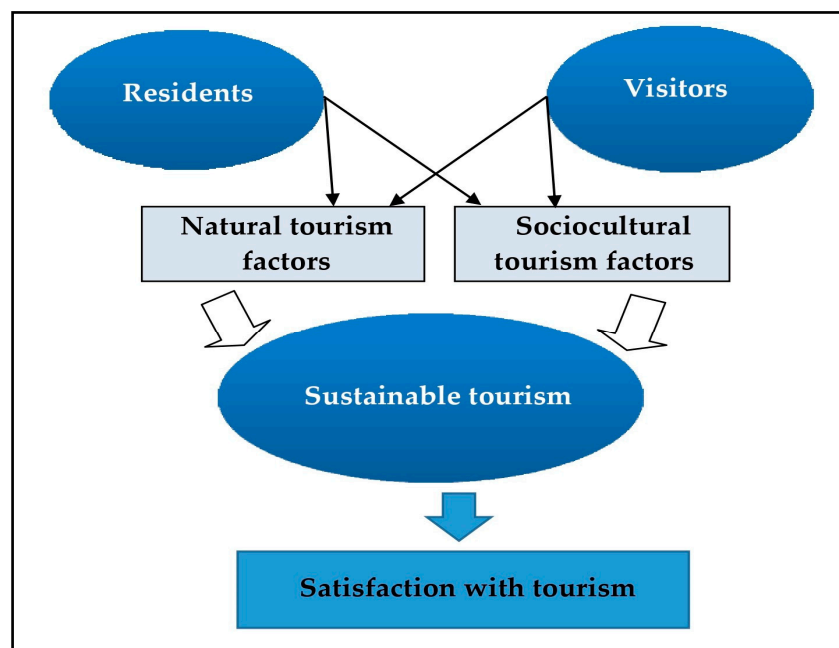 Residents
Visitors
Natural tourism
factors
Sociocultural
tourism factors
Sustainable tourism
Satisfaction with tourism